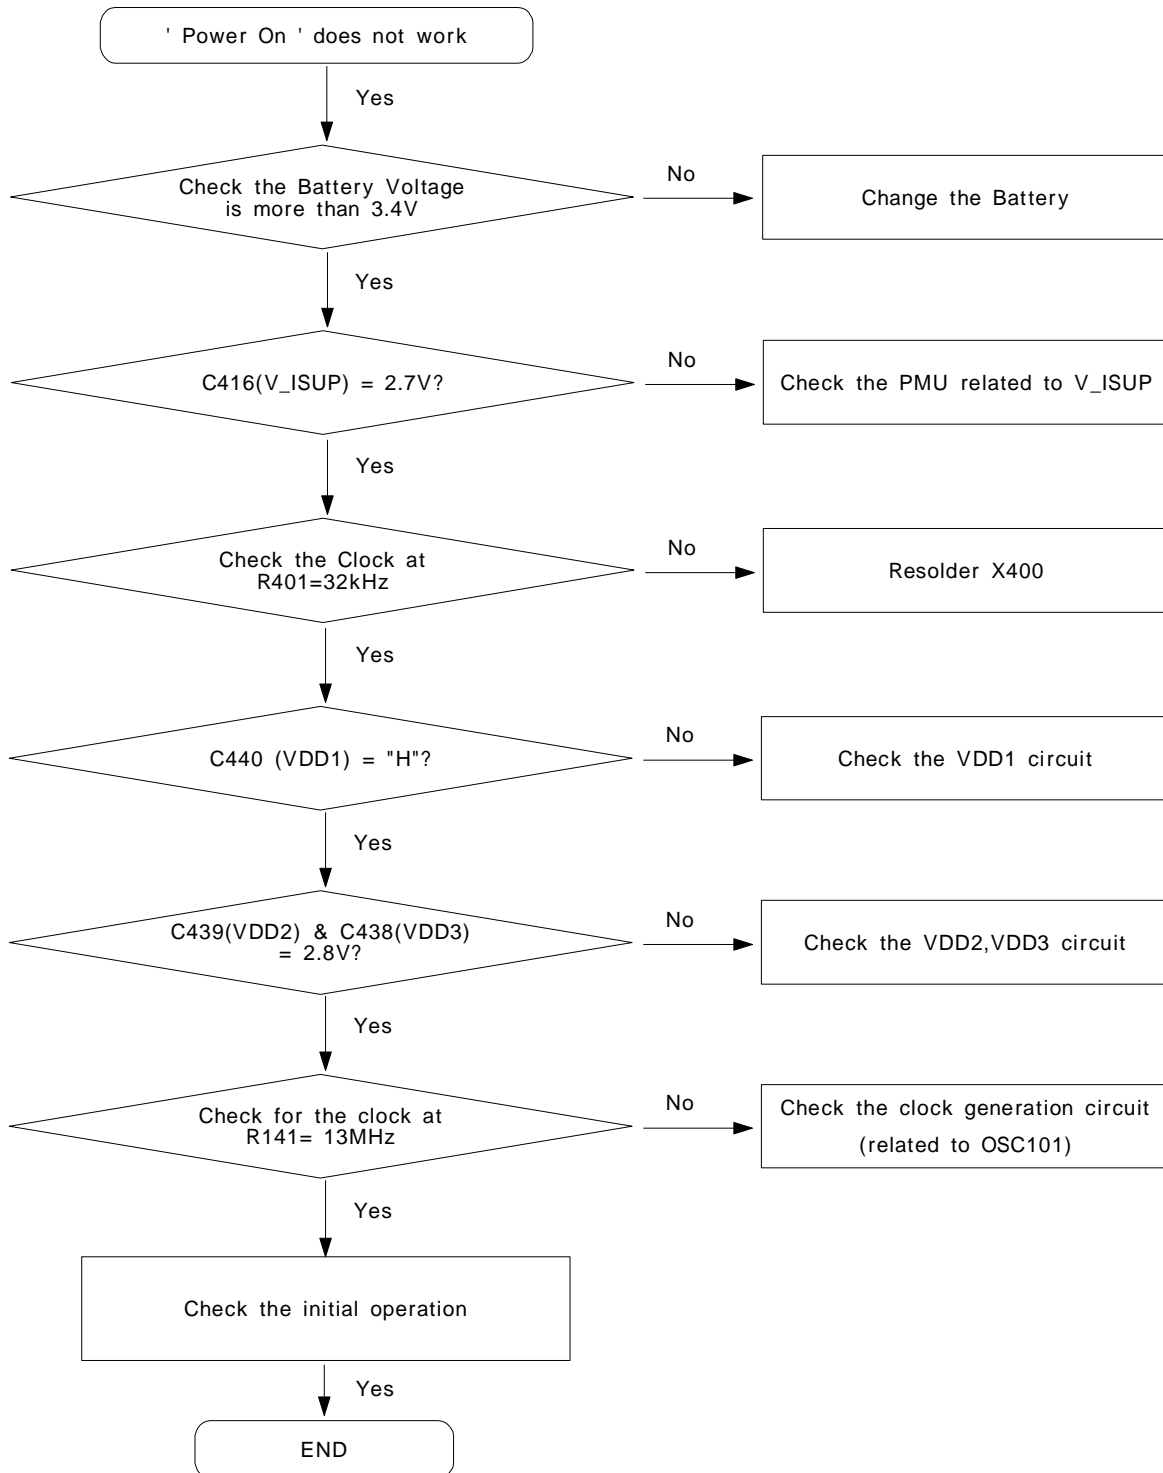 ' Power On ' does not work
Yes
Check the Battery Voltage
is more than 3.4V
No
Change the Battery
Yes
C416(V_ISUP) = 2.7V?
No
Check the PMU related to V_ISUP
Yes
Check the Clock at
R401=32kHz
No
Resolder X400
Yes
C440 (VDD1) = "H"?
No
Check the VDD1 circuit
Yes
C439(VDD2) & C438(VDD3)
= 2.8V?
No
Check the VDD2,VDD3 circuit
Yes
Check for the clock at
R141= 13MHz
No
Check the clock generation circuit
(related to OSC101)
Yes
Check the initial operation
Yes
END